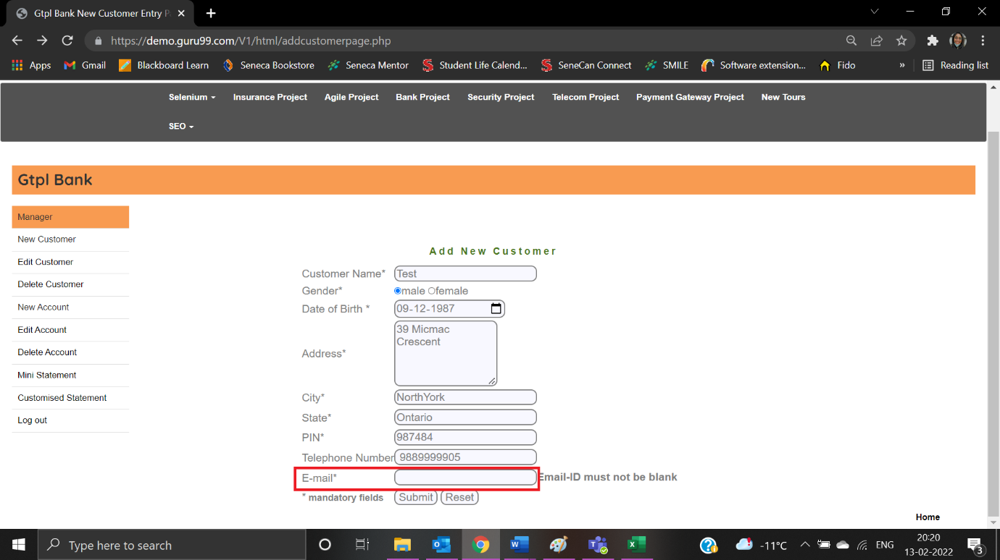 Gtpl Bank New Customer Entry P
https://demo.guru99.com/V1/html/addcustomerpage.php
Apps Gmail Blackboard Learn Seneca Bookstore Seneca Mentor Student Life Calend... SeneCan Connect SMILE Software extension... Fido » Reading list
Selenium Insurance Project Agile Project Bank Project Security Project Telecom Project Payment Gateway Project New Tours
SEO
Gtpl Bank
Manager
New Customer
Edit Customer
Delete Customer
New Account
Edit Account
Delete Account
Mini Statement
Customised Statement
Log out
Add New Customer
Customer Name* Test
Gender* male female
Date of Birth * 09-12-1987
Address* 39 Micmac
Crescent
City* NorthYork
State* Ontario
PIN* 987484
Telephone Number 9889999905
E-mail* Email-ID must not be blank
* mandatory fields Submit Reset
Home
Type here to search
-11°C ENG
20:20
13-02-2022
3